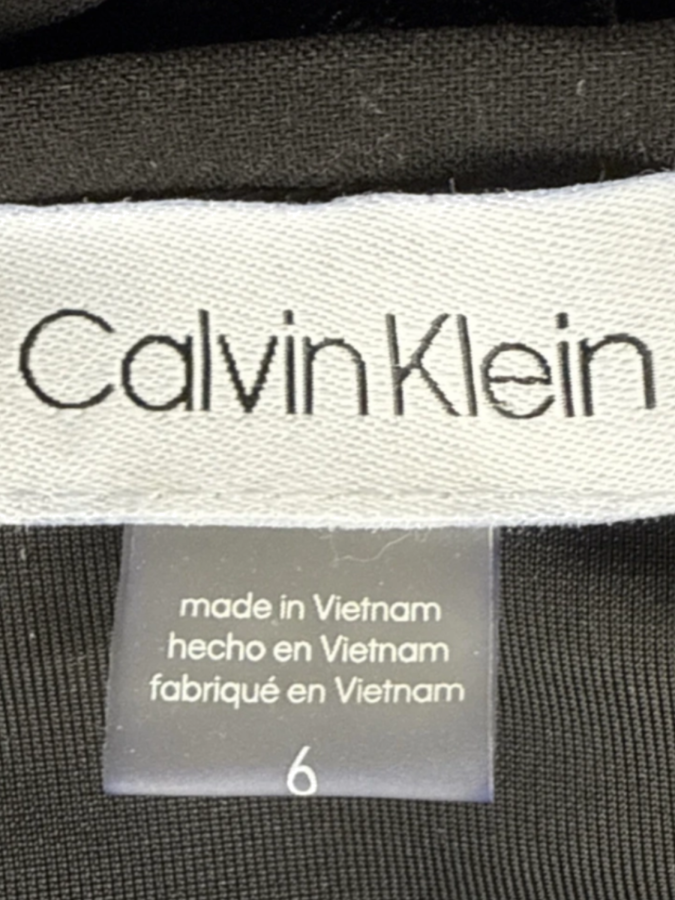 Calvin Klein
made in Vietnam
hecho en Vietnam
fabriqué en Vietnam
6